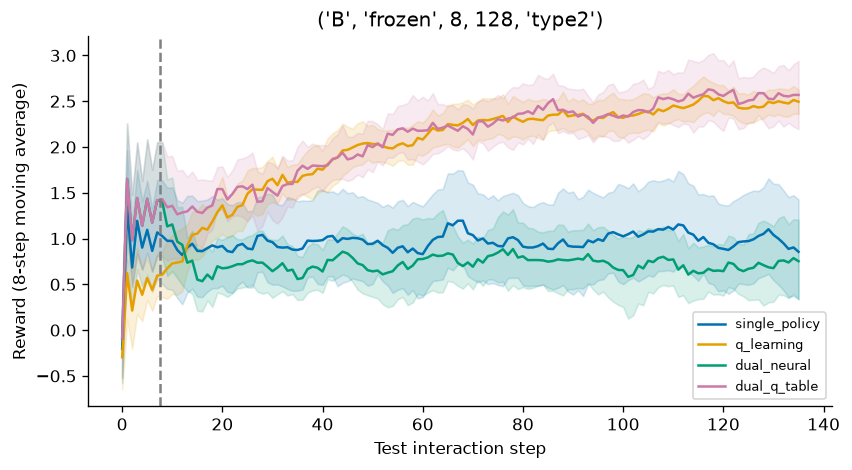 ('B', 'frozen', 8, 128, 'type2')
Reward (8-step moving average)
3.0
2.5
2.0
1.5
1.0
0.5
0.0
−0.5
0
20
40
60
80
100
120
140
Test interaction step
single_policy
q_learning
dual_neural
dual_q_table